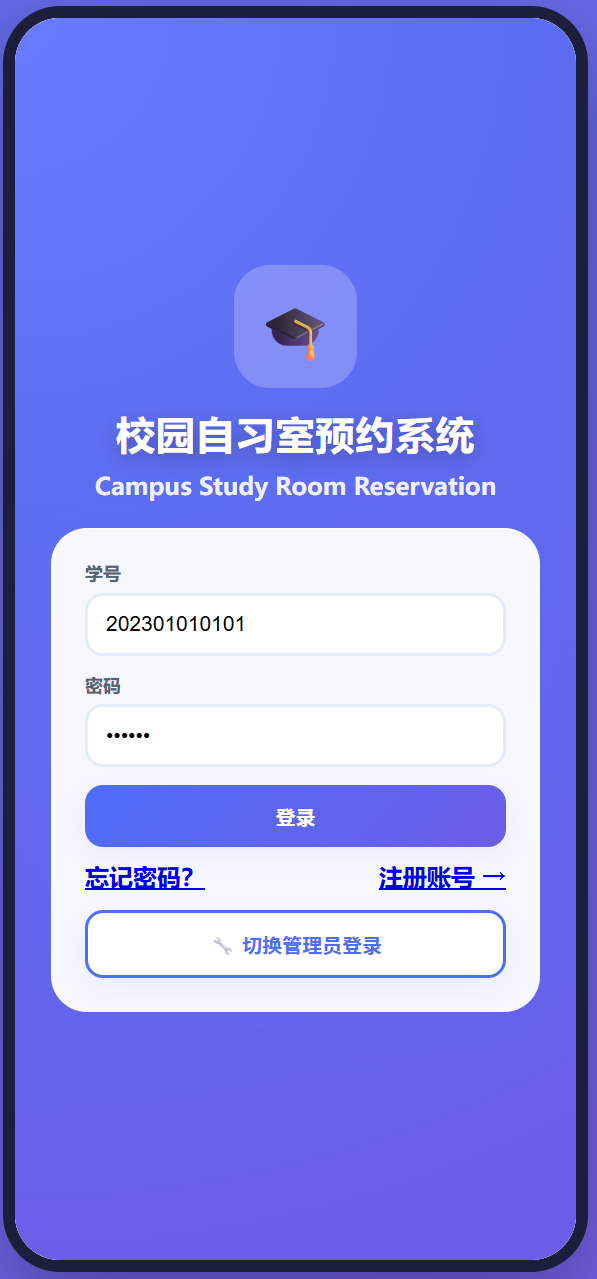 校园自习室预约系统
Campus Study Room Reservation
学号
202301010101
密码
••••••
登录
忘记密码？ 注册账号 →
切换管理员登录